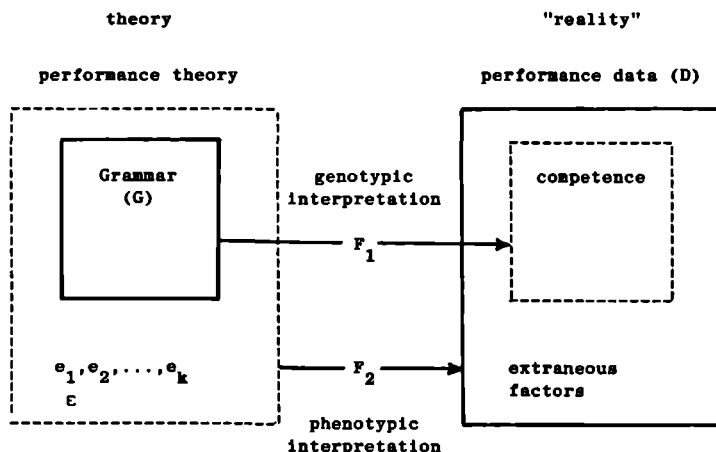 theory "reality"
performance theory performance data (D)
Grammar
(G)
genotypic
interpretation
competence
F1
e1,e2,...,ek
ε
F2
extraneous
factors
phenotypic
interpretation